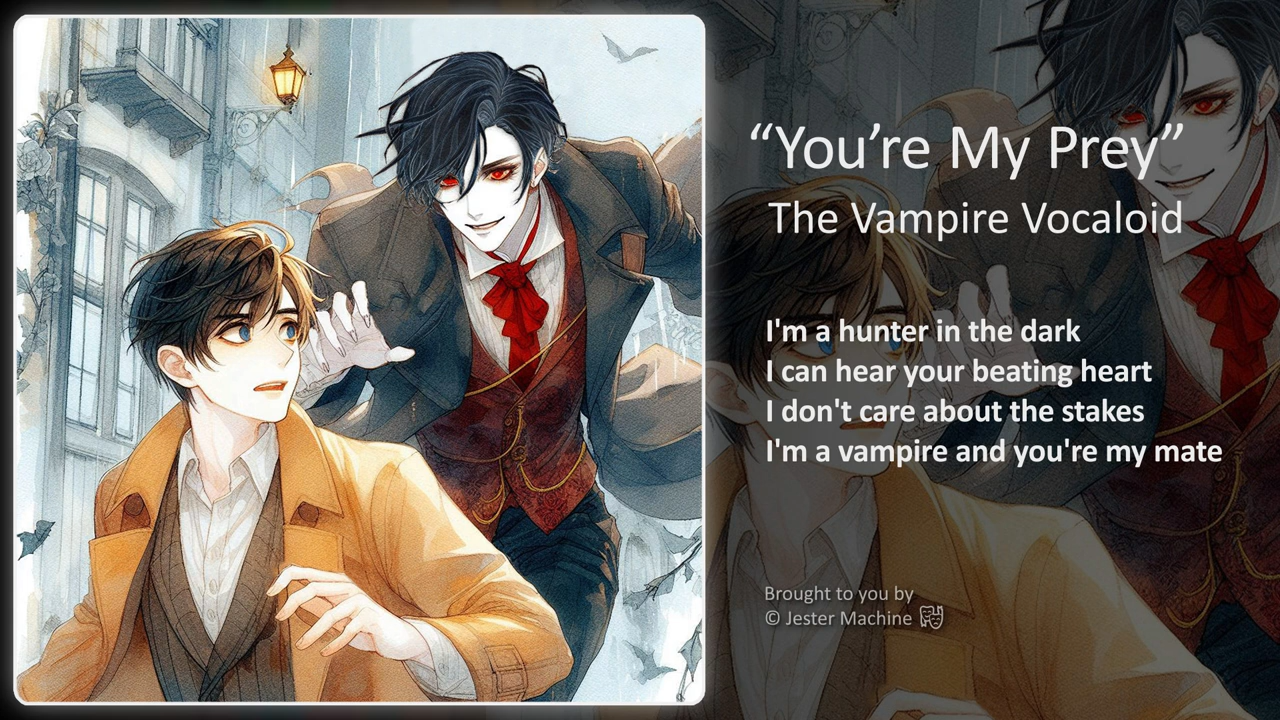 “You’re My Prey”
The Vampire Vocaloid
I'm a hunter in the dark
I can hear your beating heart
I don't care about the stakes
I'm a vampire and you're my mate
Brought to you by
© Jester Machine